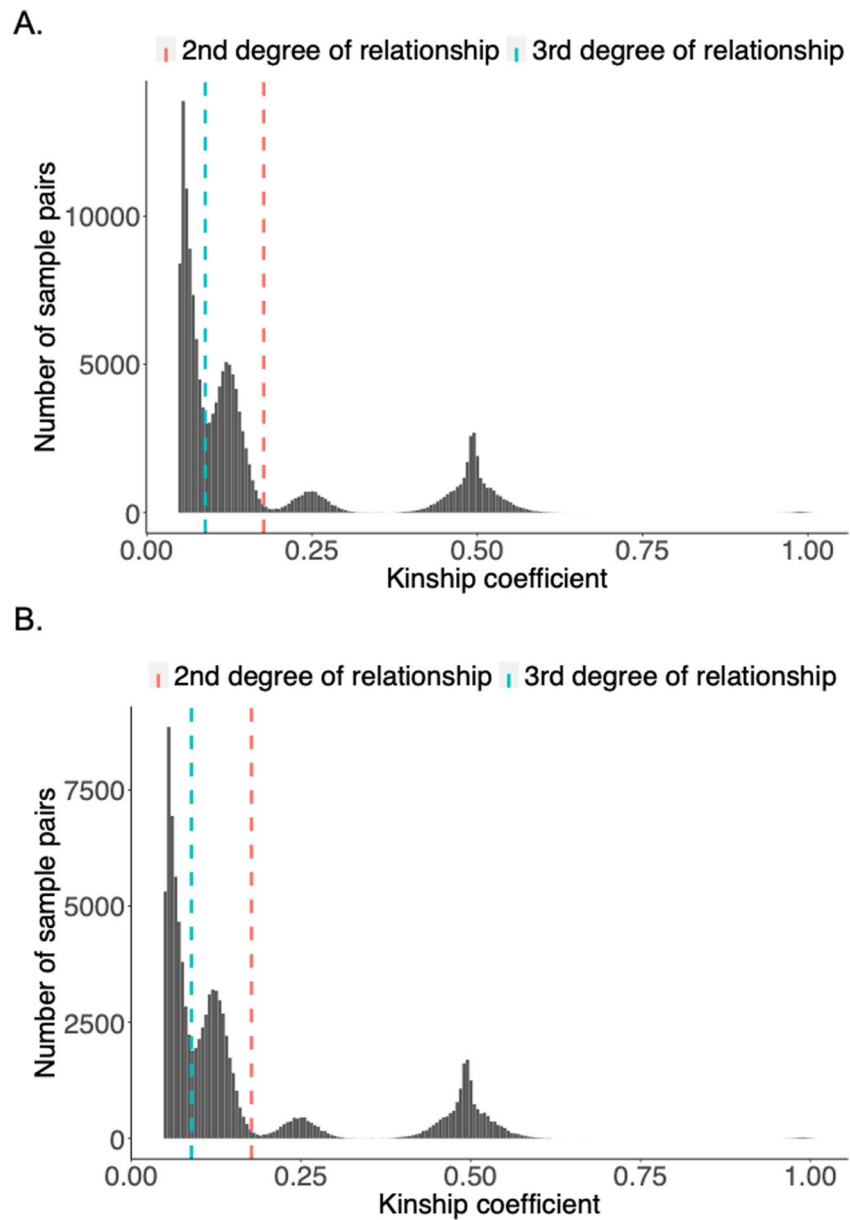 A.
2nd degree of relationship 3rd degree of relationship
Number of sample pairs
10000
5000
0
0.00 0.25 0.50 0.75 1.00
Kinship coefficient
B.
2nd degree of relationship 3rd degree of relationship
Number of sample pairs
7500
5000
2500
0
0.00 0.25 0.50 0.75 1.00
Kinship coefficient